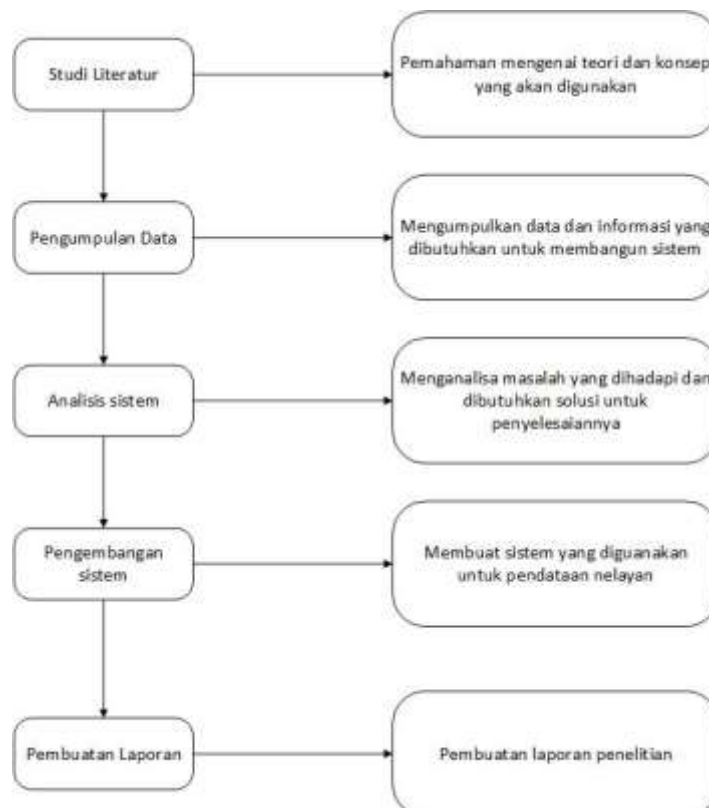 Studi Literatur
Pemahaman mengenai teori dan konsep
yang akan digunakan
Pengumpulan Data
Mengumpulkan data dan informasi yang
dibutuhkan untuk membangun sistem
Analisis sistem
Menganalisa masalah yang dihadapi dan
dibutuhkan solusi untuk
penyelesaiannya
Pengembangan
sistem
Membuat sistem yang diguanakan
untuk pendataan nelayan
Pembuatan Laporan
Pembuatan laporan penelitian